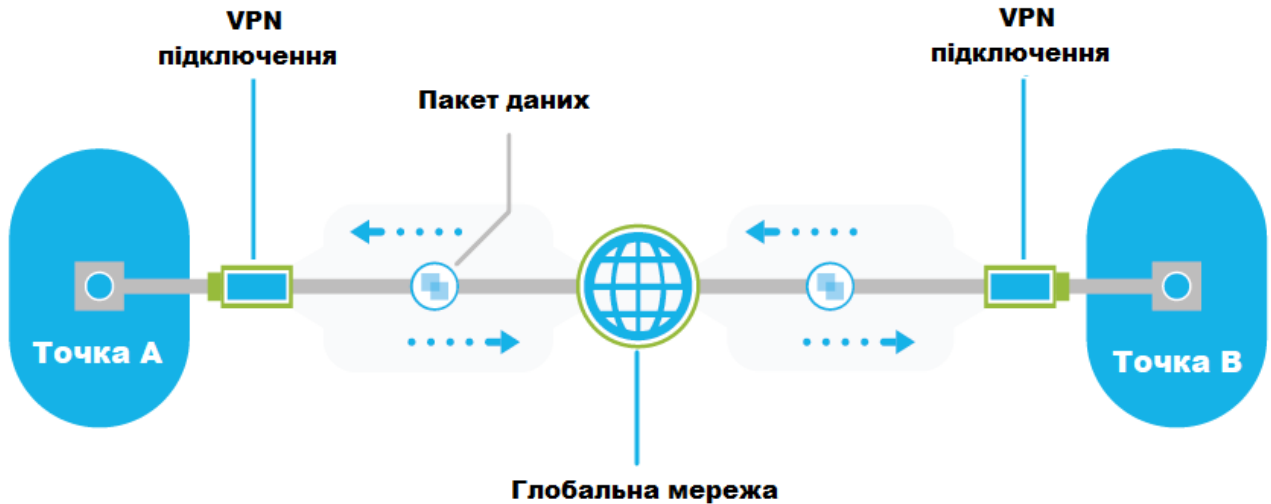 VPN
підключення
VPN
підключення
Пакет даних
Точка А
Точка В
Глобальна мережа